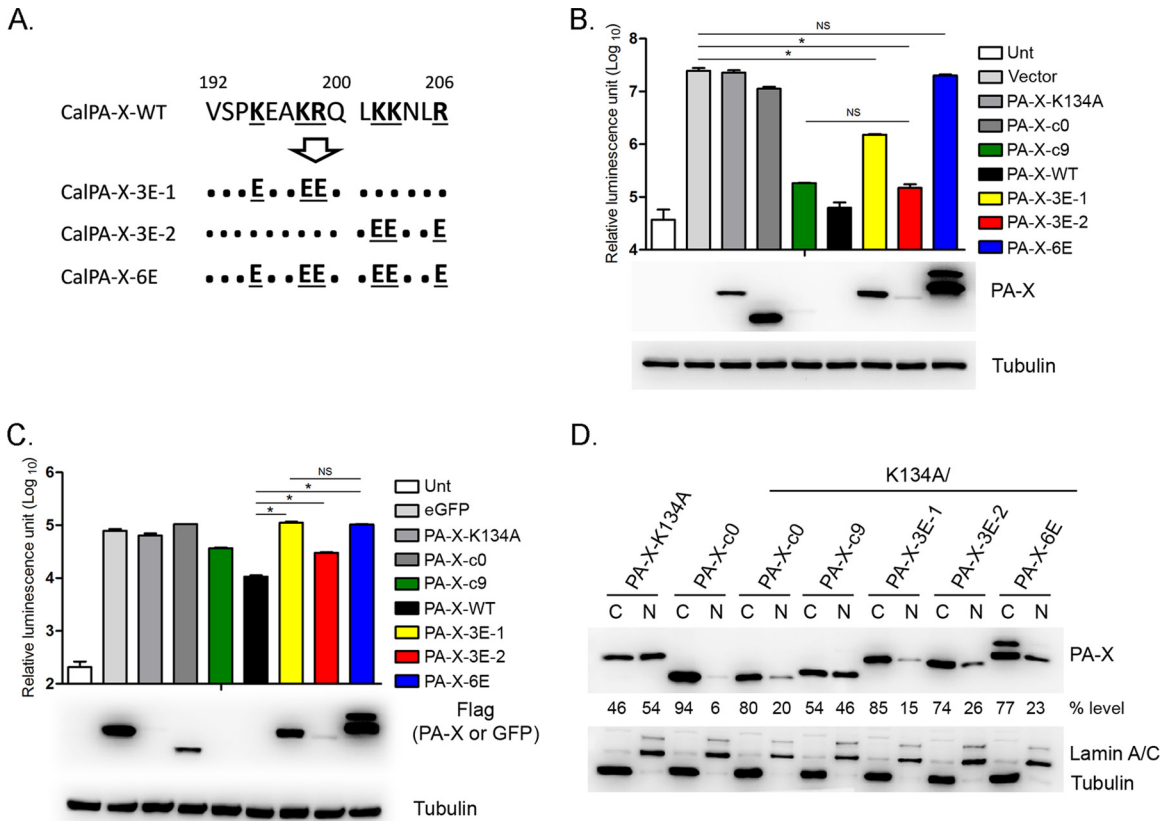 A.
192 200 206
CalPA-X-WT VSPKEAKRQ LKKNLR
CalPA-X-3E-1 ...E..EE. ......
CalPA-X-3E-2 ......... .EE..E
CalPA-X-6E ...E..EE. .EE..E
B.
Relative luminescence unit (Log 10)
8
7
6
5
4
NS
*
*
NS
Unt
Vector
PA-X-K134A
PA-X-c0
PA-X-c9
PA-X-WT
PA-X-3E-1
PA-X-3E-2
PA-X-6E
PA-X
Tubulin
C.
Relative luminescence unit (Log 10)
6
5
4
3
2
NS
*
*
*
Unt
eGFP
PA-X-K134A
PA-X-c0
PA-X-c9
PA-X-WT
PA-X-3E-1
PA-X-3E-2
PA-X-6E
Flag
(PA-X or GFP)
Tubulin
D.
K134A/
PA-X-K134A PA-X-c0 PA-X-c0 PA-X-c9 PA-X-3E-1 PA-X-3E-2 PA-X-6E
C N C N C N C N C N C N C N
PA-X
46 54 94 6 80 20 54 46 85 15 74 26 77 23 % level
Lamin A/C
Tubulin